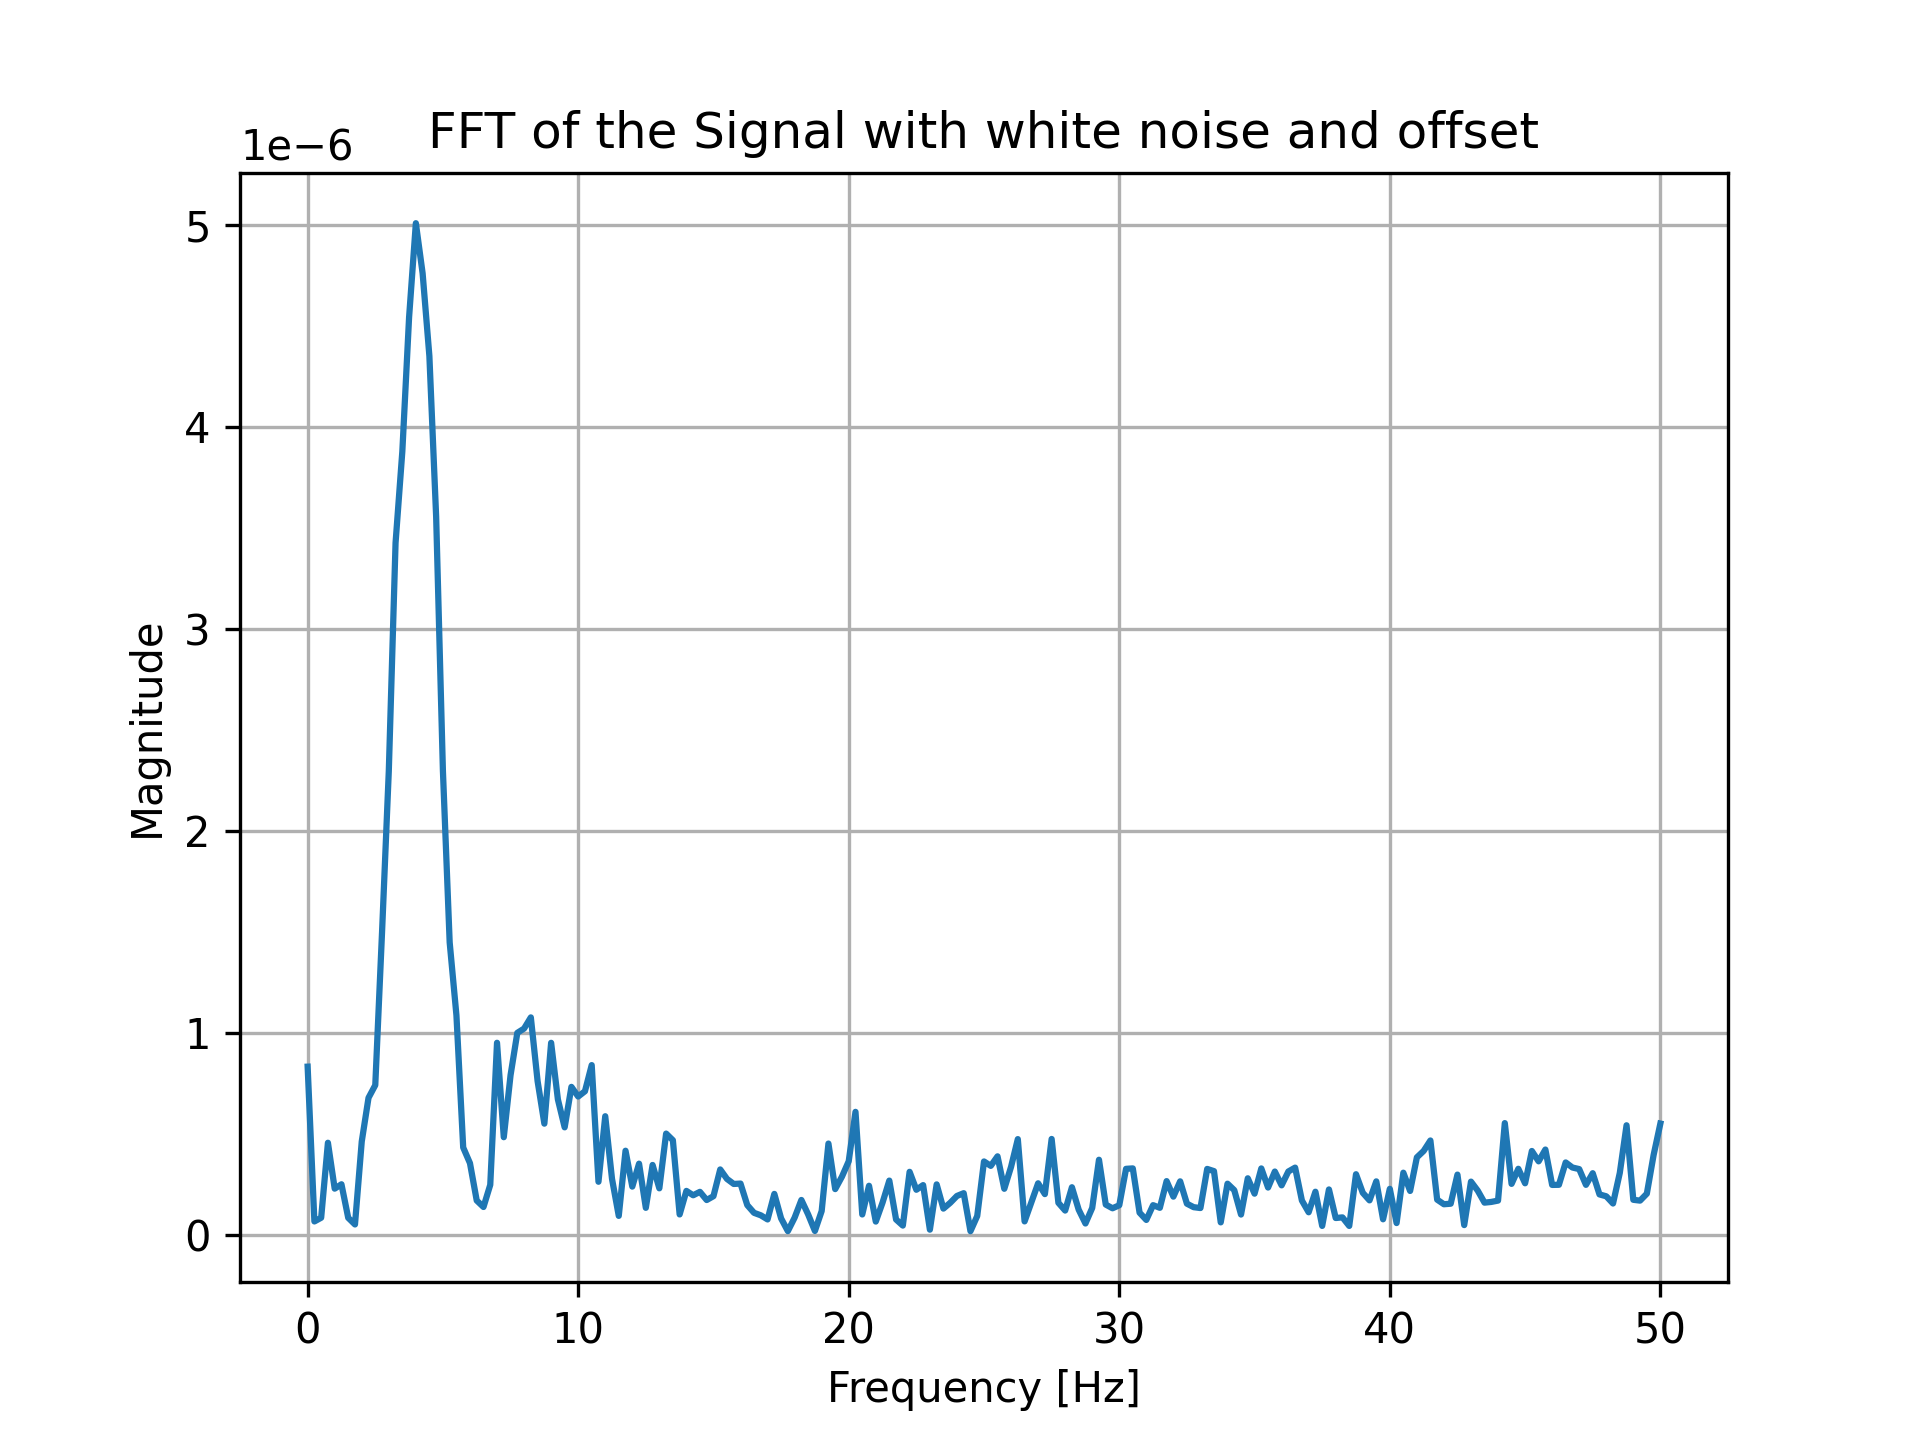 FFT of the Signal with white noise and offset
1e−6
5
4
3
2
1
0
Magnitude
0 10 20 30 40 50
Frequency [Hz]